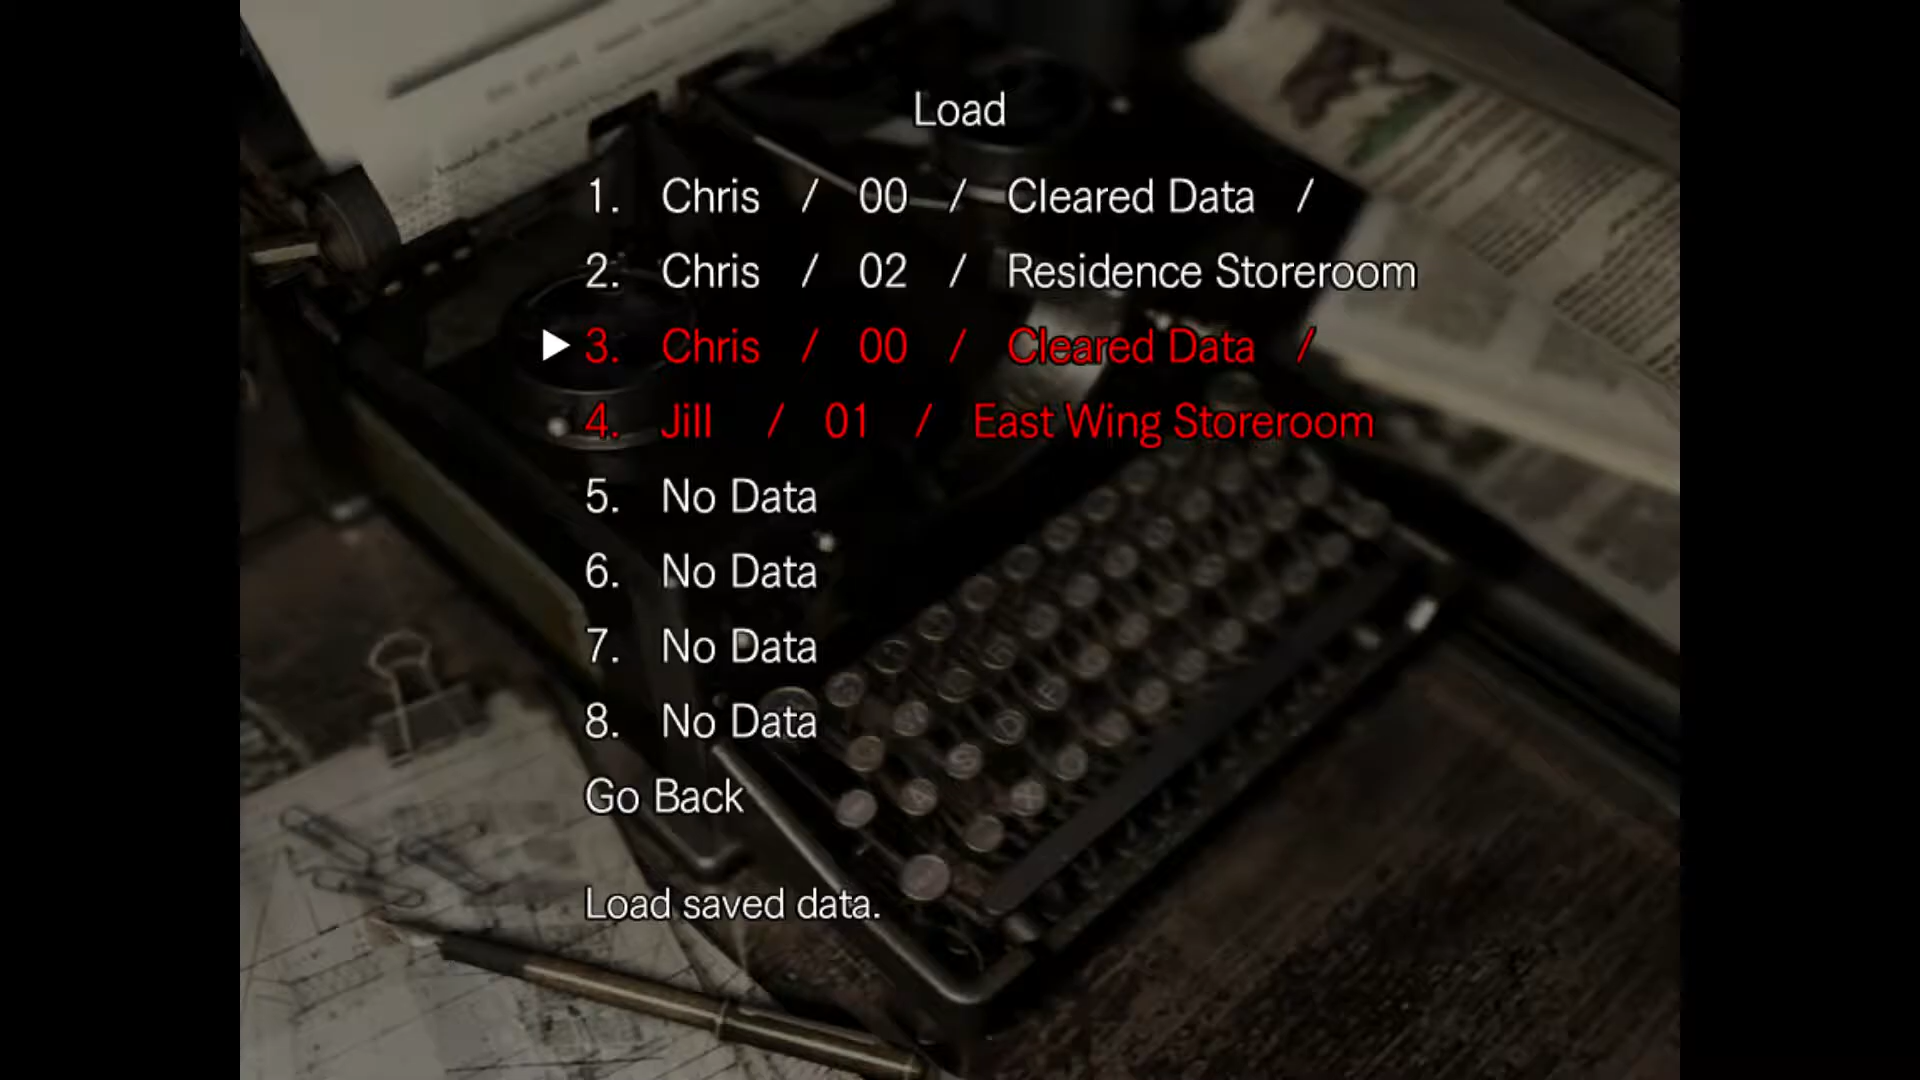 Load
1. Chris / 00 / Cleared Data /
2. Chris / 02 / Residence Storeroom
3. Chris / 00 / Cleared Data /
4. Jill / 01 / East Wing Storeroom
5. No Data
6. No Data
7. No Data
8. No Data
Go Back
Load saved data.